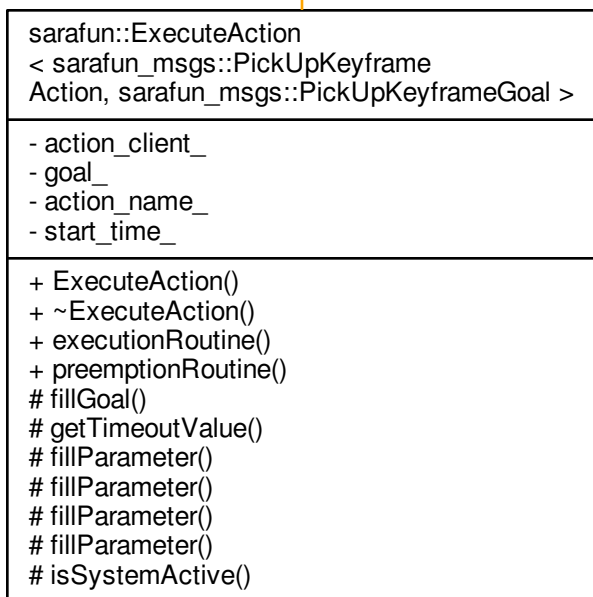 sarafun::ExecuteAction
< sarafun_msgs::PickUpKeyframe
Action, sarafun_msgs::PickUpKeyframeGoal >
- action_client_
- goal_
- action_name_
- start_time_
+ ExecuteAction()
+ ~ExecuteAction()
+ executionRoutine()
+ preemptionRoutine()
# fillGoal()
# getTimeoutValue()
# fillParameter()
# fillParameter()
# fillParameter()
# fillParameter()
# isSystemActive()